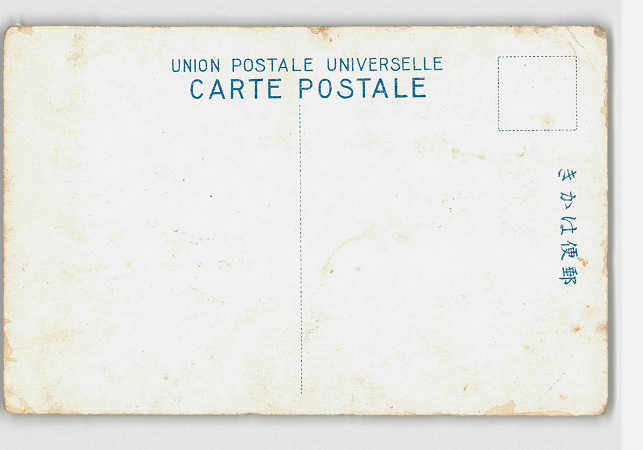 UNION POSTALE UNIVERSELLE
CARTE POSTALE
きかは便郵